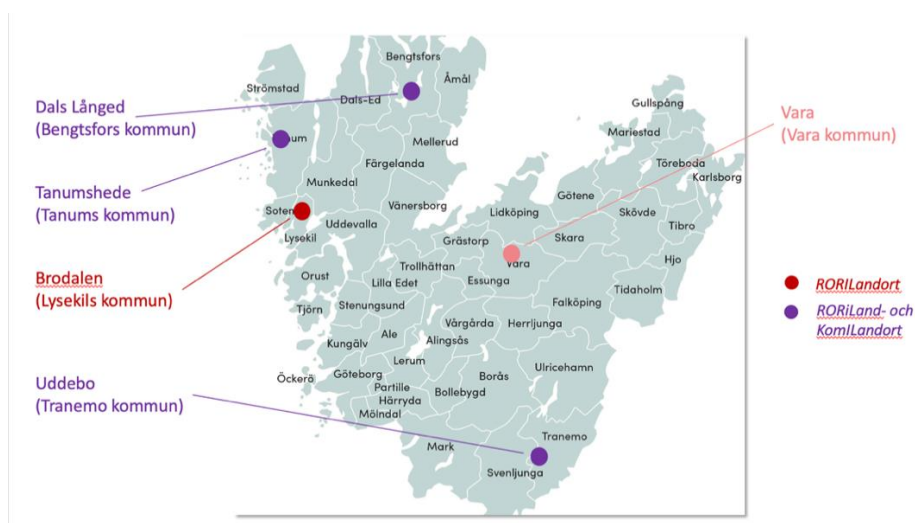 Dals Långed
(Bengtsfors kommun)
Tanumshede
(Tanums kommun)
Brodalen
(Lysekils kommun)
Uddebo
(Tranemo kommun)
Vara
(Vara kommun)
RORILandort
RORiLand- och
KomILandort
Bengtsfors
Åmål
Strömstad
Dals-Ed
Gullspång
Mariestad
Mellerud
Töreboda
Färgelanda
Karlsborg
Munkedal
Götene
Vänersborg
Lidköping
Skövde
Uddevalla
Tibro
Lysekil
Grästorp
Skara
Hjo
Trollhättan
Vara
Orust
Lilla Edet
Essunga
Tidaholm
Falköping
Tjörn
Stenungsund
Vårgårda
Herrljunga
Ale
Alingsås
Kungälv
Lerum
Ulricehamn
Öckerö
Göteborg
Borås
Partille
Bollebygd
Härryda
Mölndal
Tranemo
Mark
Svenljunga